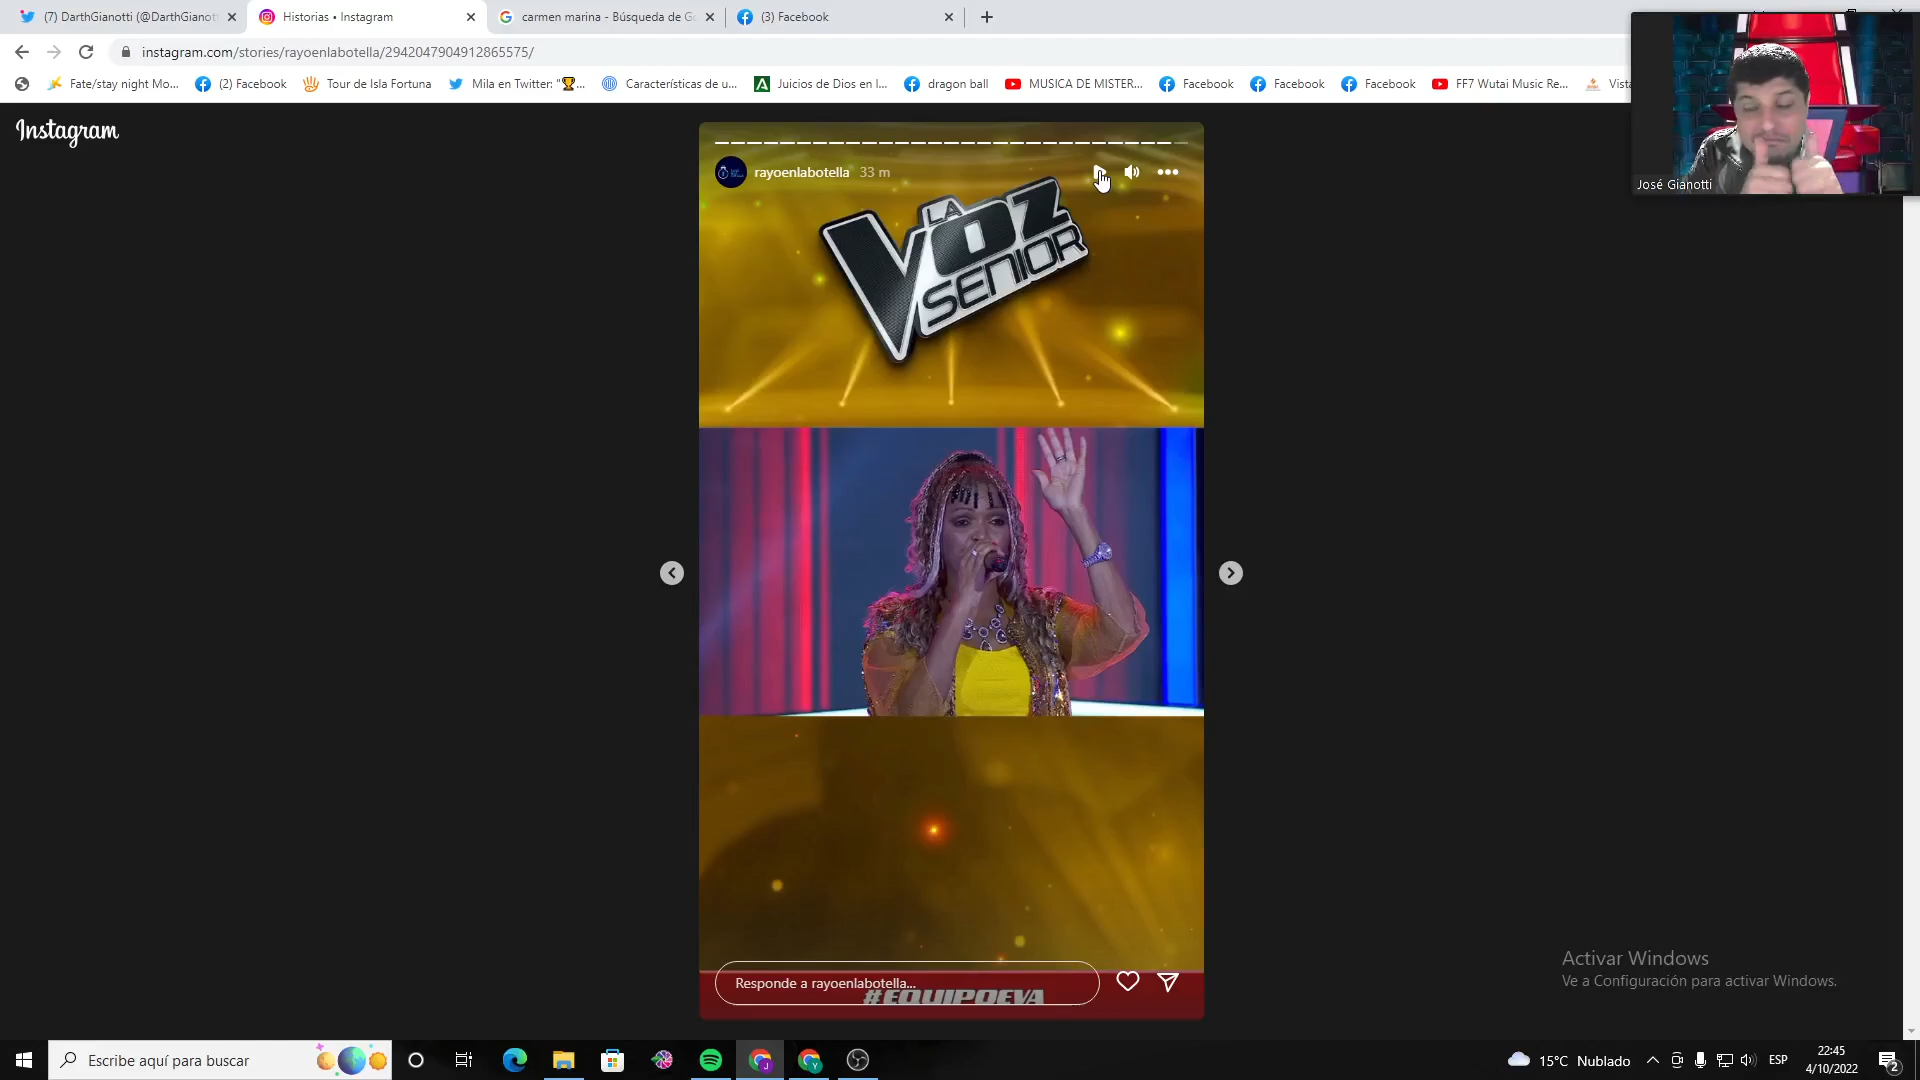 (7) DarthGianotti (@DarthGianot
Historias • Instagram
carmen marina - Búsqueda de Go
(3) Facebook
instagram.com/stories/rayoenlabotella/2942047904912865575/
Fate/stay night Mo...
(2) Facebook
Tour de Isla Fortuna
Mila en Twitter: "🏆...
Características de u...
Juicios de Dios en l...
dragon ball
MUSICA DE MISTER...
Facebook
Facebook
Facebook
FF7 Wutai Music Re...
Vista
José Gianotti
Instagram
rayoenlabotella 33 m
LA
VOZ
SENIOR
Responde a rayoenlabotella...
#EQUIPOEVA
Activar Windows
Ve a Configuración para activar Windows.
Escribe aquí para buscar
15°C Nublado
ESP
22:45
4/10/2022
2